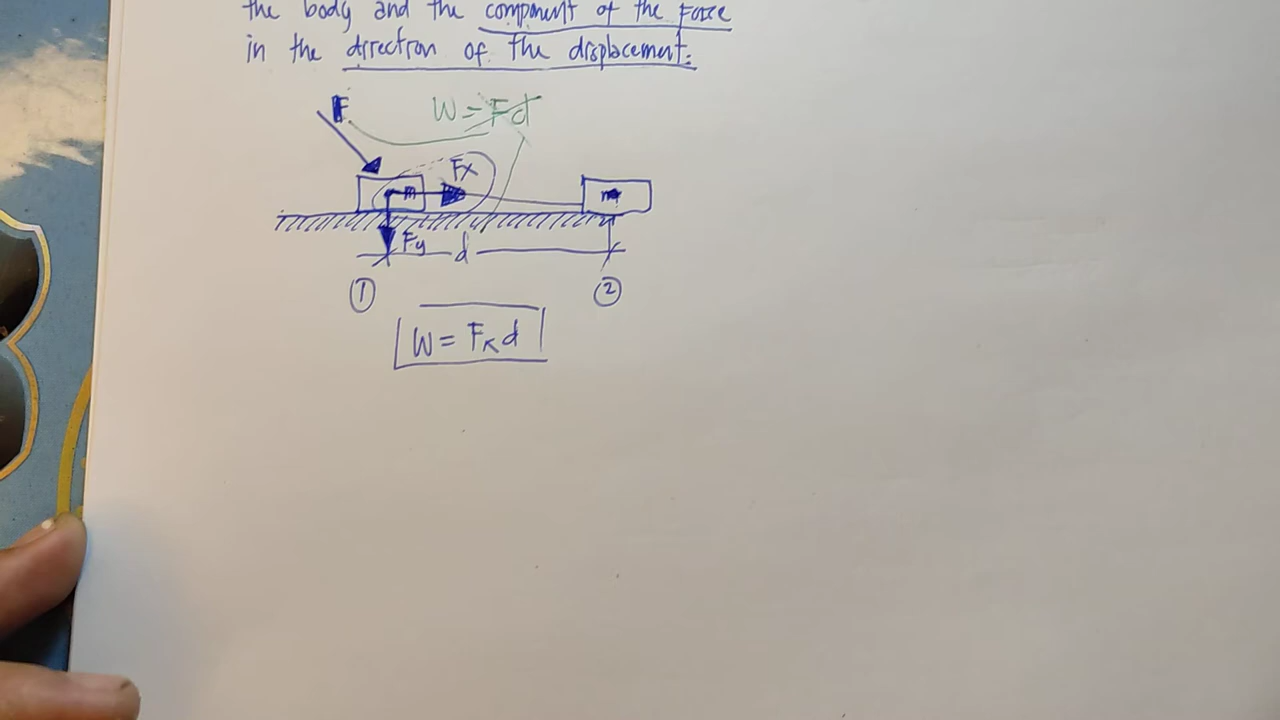 the body and the component of the Force
in the direction of the displacement.
F
W = Fd
Fx
m
m
Fy
d
1
2
W = Fx d